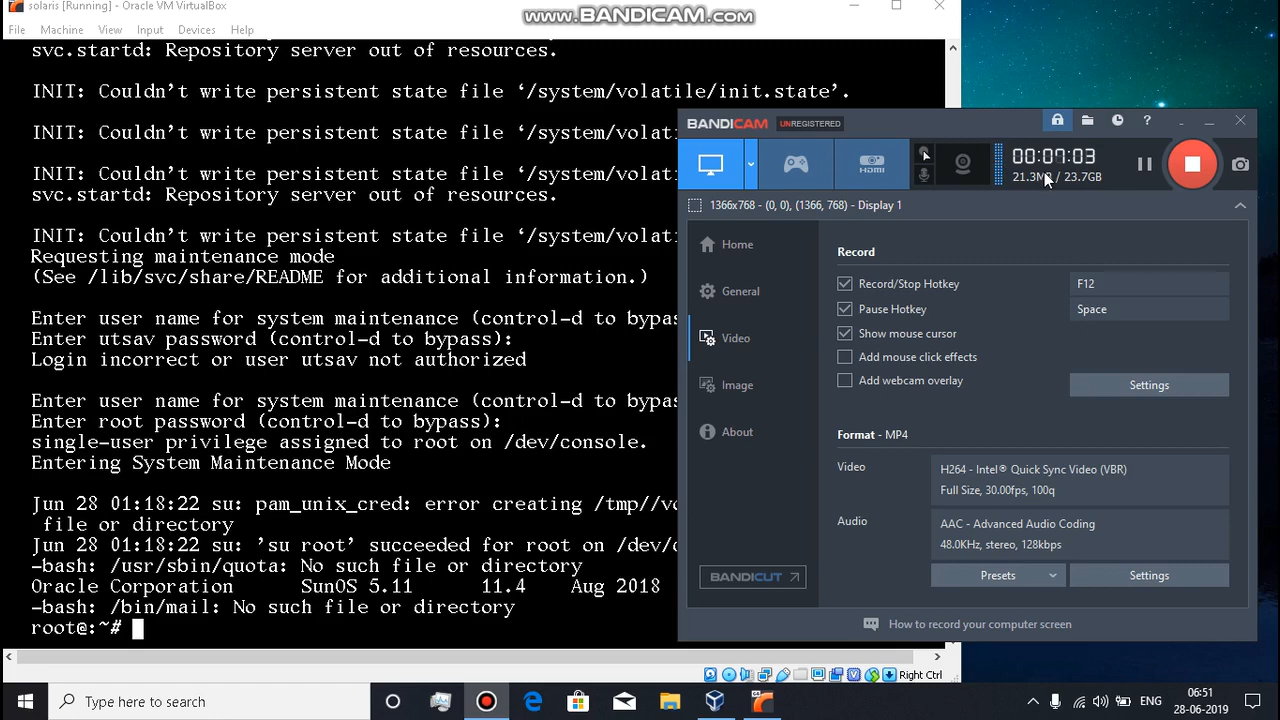 solaris [Running] - Oracle VM VirtualBox
www.BANDICAM.com
File Machine View Input Devices Help
svc.startd: Repository server out of resources.
INIT: Couldn't write persistent state file ‘/system/volatile/init.state’.
INIT: Couldn't write persistent state file ‘/system/volati
INIT: Couldn't write persistent state file ‘/system/volati
svc.startd: Repository server out of resources.
INIT: Couldn't write persistent state file ‘/system/volati
Requesting maintenance mode
(See /lib/svc/share/README for additional information.)
Enter user name for system maintenance (control-d to bypas
Enter utsav password (control-d to bypass):
Login incorrect or user utsav not authorized
Enter user name for system maintenance (control-d to bypas
Enter root password (control-d to bypass):
single-user privilege assigned to root on /dev/console.
Entering System Maintenance Mode
Jun 28 01:18:22 su: pam_unix_cred: error creating /tmp//vo
file or directory
Jun 28 01:18:22 su: 'su root' succeeded for root on /dev/c
-bash: /usr/sbin/quota: No such file or directory
Oracle Corporation SunOS 5.11 11.4 Aug 2018
-bash: /bin/mail: No such file or directory
root@:~#
Right Ctrl
BANDICAM UNREGISTERED
HDMI
00:00:03
/ 23.7GB
1366x768 - (0, 0), (1366, 768) - Display 1
Home
General
Video
Image
About
BANDICUT
Record
Record/Stop Hotkey F12
Pause Hotkey Space
Show mouse cursor
Add mouse click effects
Add webcam overlay
Settings
Format - MP4
Video
H264 - Intel® Quick Sync Video (VBR)
Full Size, 30.00fps, 100q
Audio
AAC - Advanced Audio Coding
48.0KHz, stereo, 128kbps
Presets Settings
How to record your computer screen
Type here to search
ENG
06:51
28-06-2019